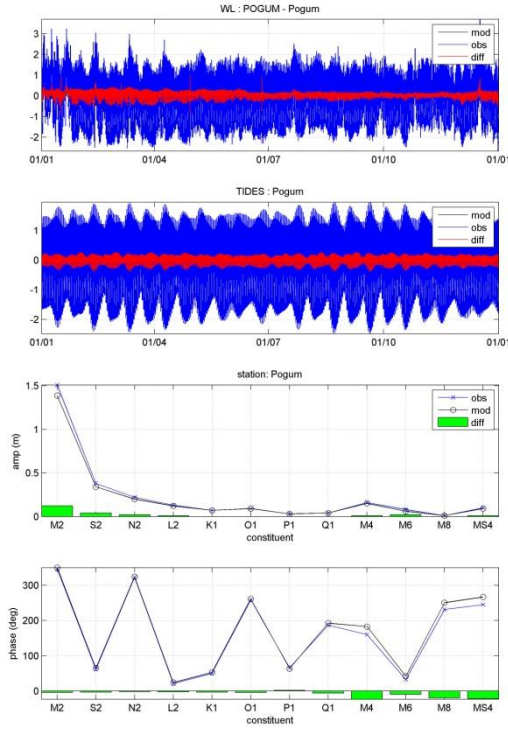 WL : POGUM - Pogum
3
2
1
0
-1
-2
mod
obs
diff
01/01 01/04 01/07 01/10 01/01
TIDES : Pogum
1
0
-1
-2
mod
obs
diff
01/01 01/04 01/07 01/10 01/01
station: Pogum
amp (m)
1.5
1
0.5
0
obs
mod
diff
M2 S2 N2 L2 K1 O1 P1 Q1 M4 M6 M8 MS4
constituent
phase (deg)
300
200
100
0
M2 S2 N2 L2 K1 O1 P1 Q1 M4 M6 M8 MS4
constituent